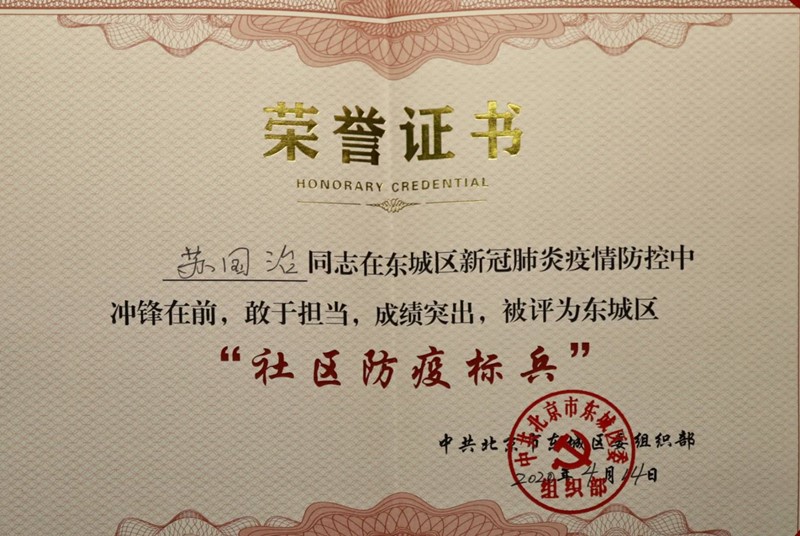 荣誉证书
HONORARY CREDENTIAL
苏国治同志在东城区新冠肺炎疫情防控中
冲锋在前，敢于担当，成绩突出，被评为东城区
“社区防疫标兵”
中共北京市东城区委组织部
2020年4月14日
中共北京市东城区委
组织部